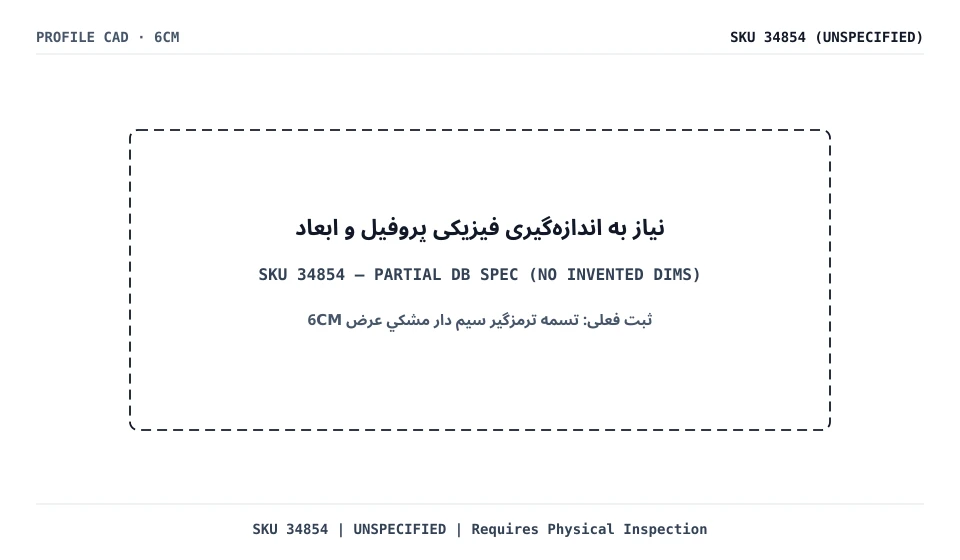 PROFILE CAD · 6CM
SKU 34854 (UNSPECIFIED)
نیاز به اندازه‌گیری فیزیکی پروفیل و ابعاد
SKU 34854 — PARTIAL DB SPEC (NO INVENTED DIMS)
ثبت فعلی: تسمه ترمزگیر سیم دار مشکي عرض 6CM
SKU 34854 | UNSPECIFIED | Requires Physical Inspection